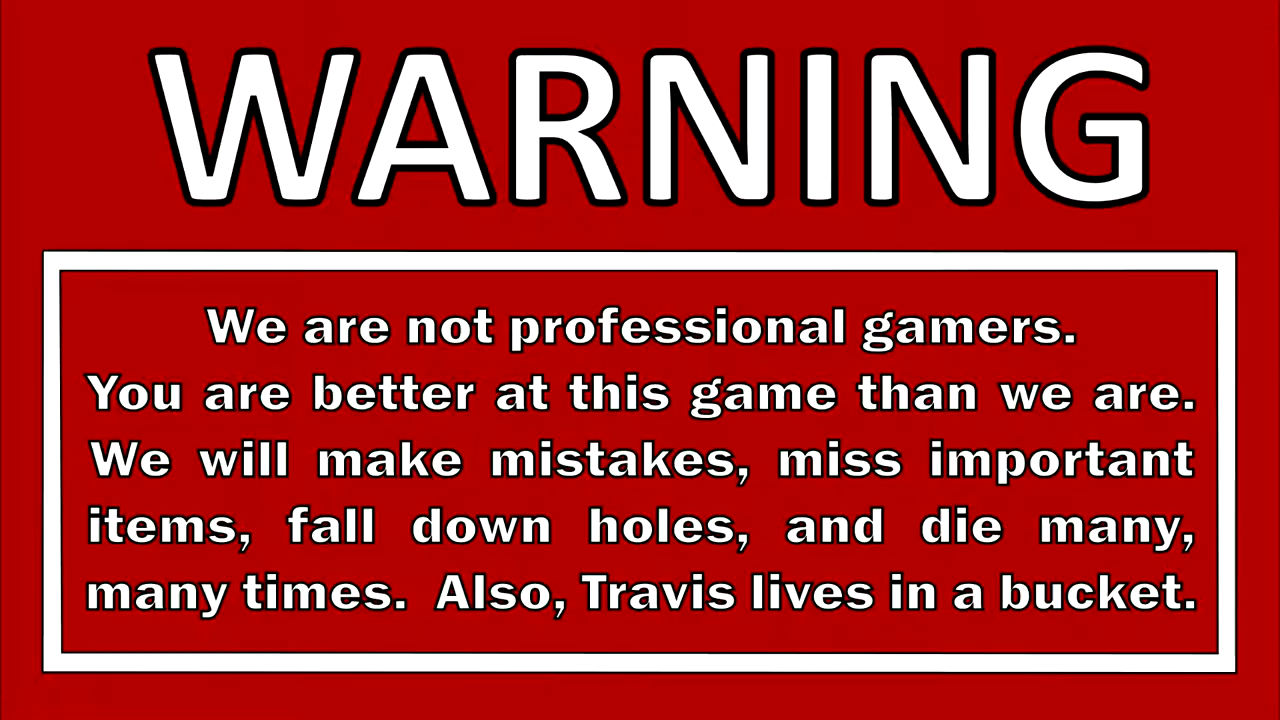 WARNING
We are not professional gamers.
You are better at this game than we are.
We will make mistakes, miss important
items, fall down holes, and die many,
many times. Also, Travis lives in a bucket.